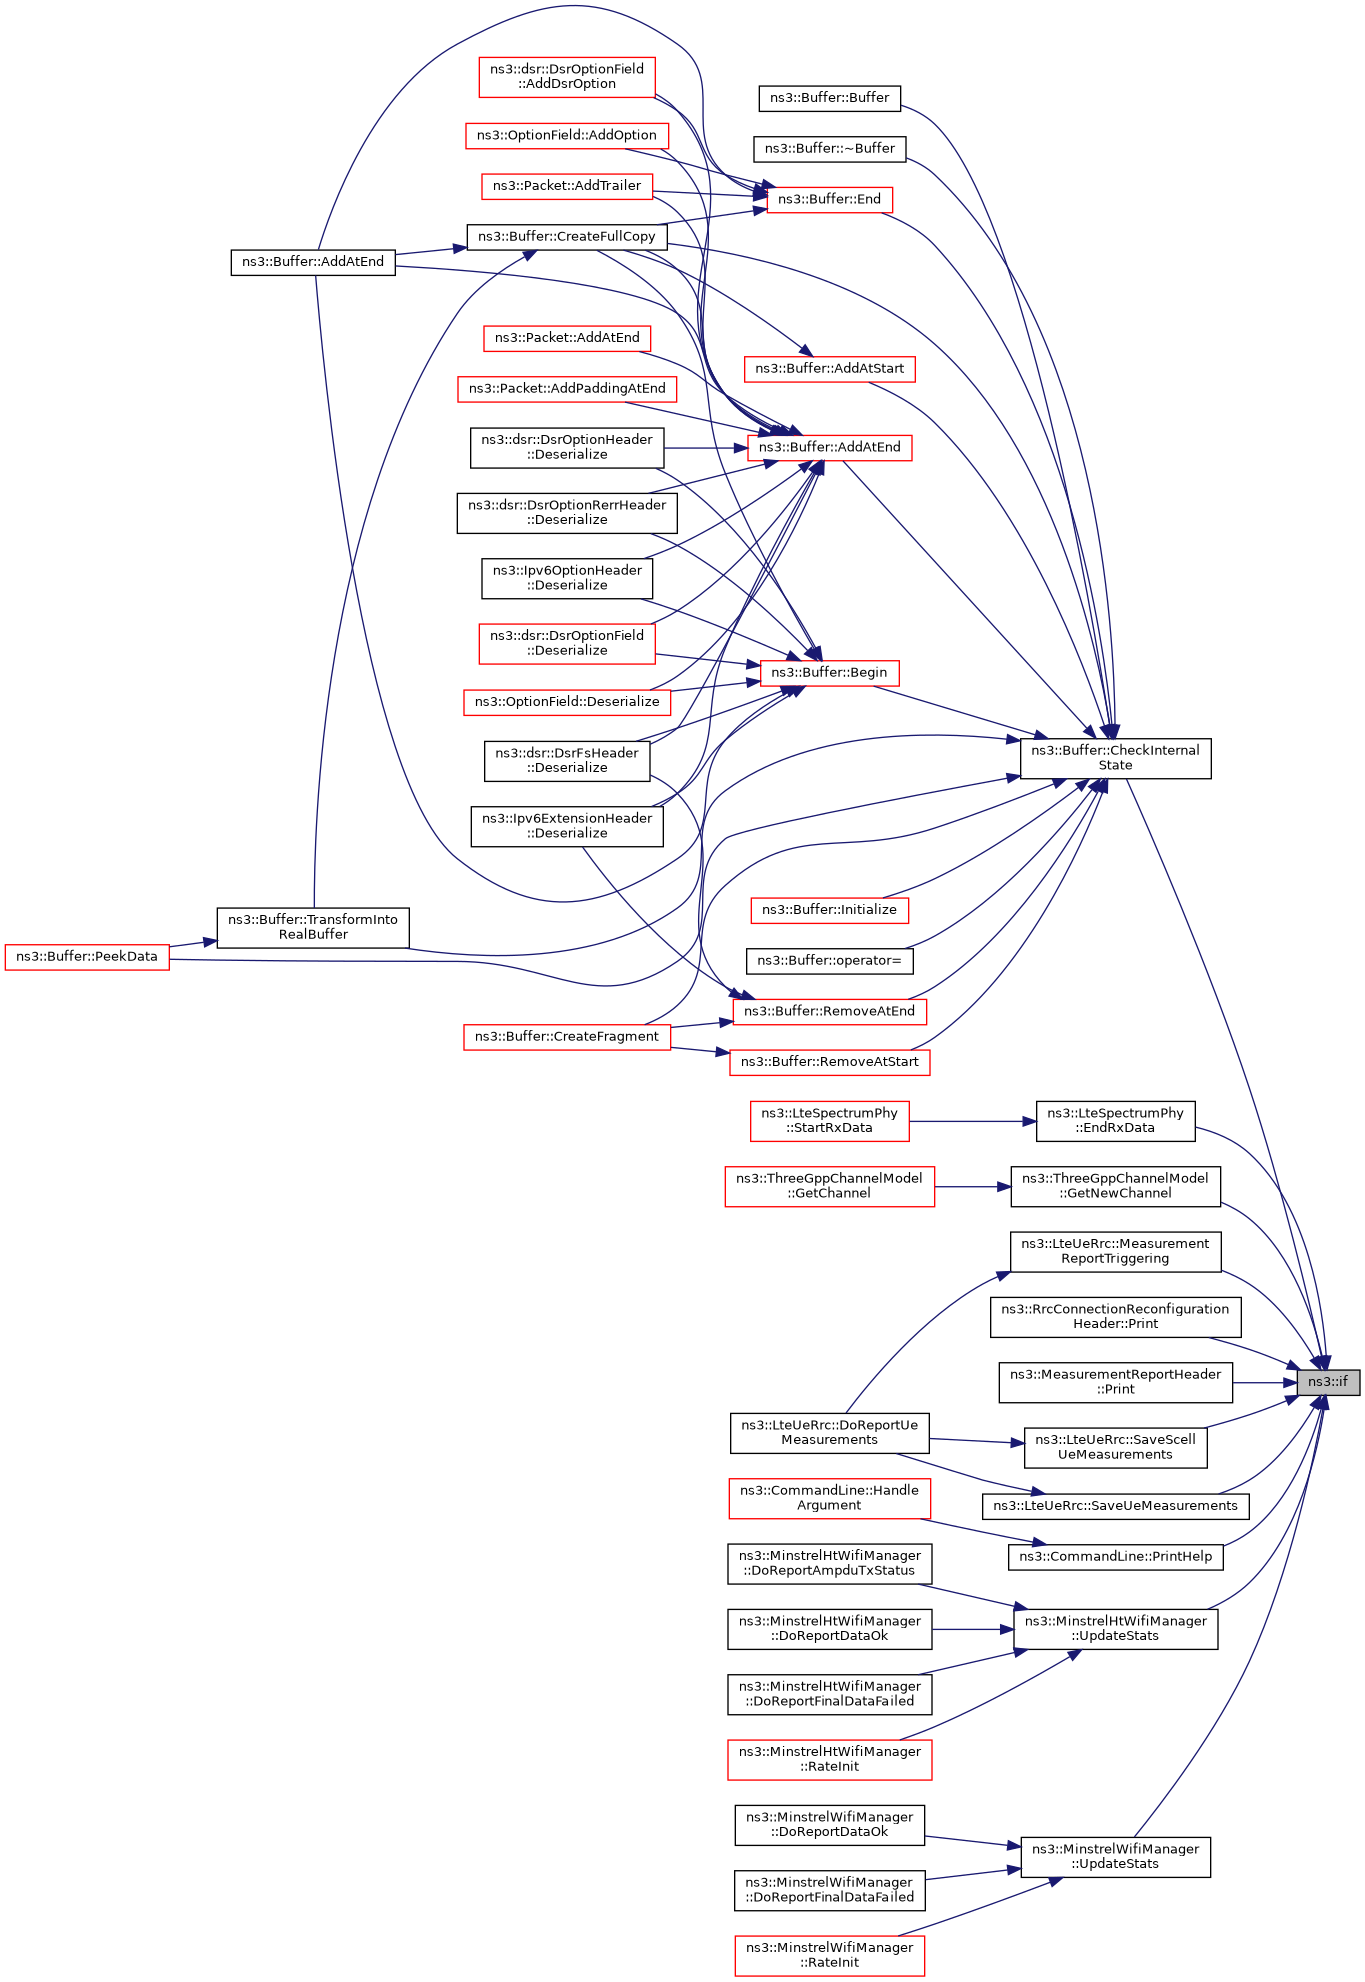 ns3::dsr::DsrOptionField
::AddDsrOption
ns3::Buffer::Buffer
ns3::OptionField::AddOption
ns3::Buffer::~Buffer
ns3::Packet::AddTrailer
ns3::Buffer::End
ns3::Buffer::CreateFullCopy
ns3::Buffer::AddAtEnd
ns3::Packet::AddAtEnd
ns3::Buffer::AddAtStart
ns3::Packet::AddPaddingAtEnd
ns3::dsr::DsrOptionHeader
::Deserialize
ns3::Buffer::AddAtEnd
ns3::dsr::DsrOptionRerrHeader
::Deserialize
ns3::Ipv6OptionHeader
::Deserialize
ns3::dsr::DsrOptionField
::Deserialize
ns3::Buffer::Begin
ns3::OptionField::Deserialize
ns3::dsr::DsrFsHeader
::Deserialize
ns3::Buffer::CheckInternal
State
ns3::Ipv6ExtensionHeader
::Deserialize
ns3::Buffer::Initialize
ns3::Buffer::TransformInto
RealBuffer
ns3::Buffer::PeekData
ns3::Buffer::operator=
ns3::Buffer::RemoveAtEnd
ns3::Buffer::CreateFragment
ns3::Buffer::RemoveAtStart
ns3::LteSpectrumPhy
::StartRxData
ns3::LteSpectrumPhy
::EndRxData
ns3::ThreeGppChannelModel
::GetChannel
ns3::ThreeGppChannelModel
::GetNewChannel
ns3::LteUeRrc::Measurement
ReportTriggering
ns3::RrcConnectionReconfiguration
Header::Print
ns3::MeasurementReportHeader
::Print
ns3::if
ns3::LteUeRrc::DoReportUe
Measurements
ns3::LteUeRrc::SaveScell
UeMeasurements
ns3::CommandLine::Handle
Argument
ns3::LteUeRrc::SaveUeMeasurements
ns3::CommandLine::PrintHelp
ns3::MinstrelHtWifiManager
::DoReportAmpduTxStatus
ns3::MinstrelHtWifiManager
::DoReportDataOk
ns3::MinstrelHtWifiManager
::UpdateStats
ns3::MinstrelHtWifiManager
::DoReportFinalDataFailed
ns3::MinstrelHtWifiManager
::RateInit
ns3::MinstrelWifiManager
::DoReportDataOk
ns3::MinstrelWifiManager
::UpdateStats
ns3::MinstrelWifiManager
::DoReportFinalDataFailed
ns3::MinstrelWifiManager
::RateInit